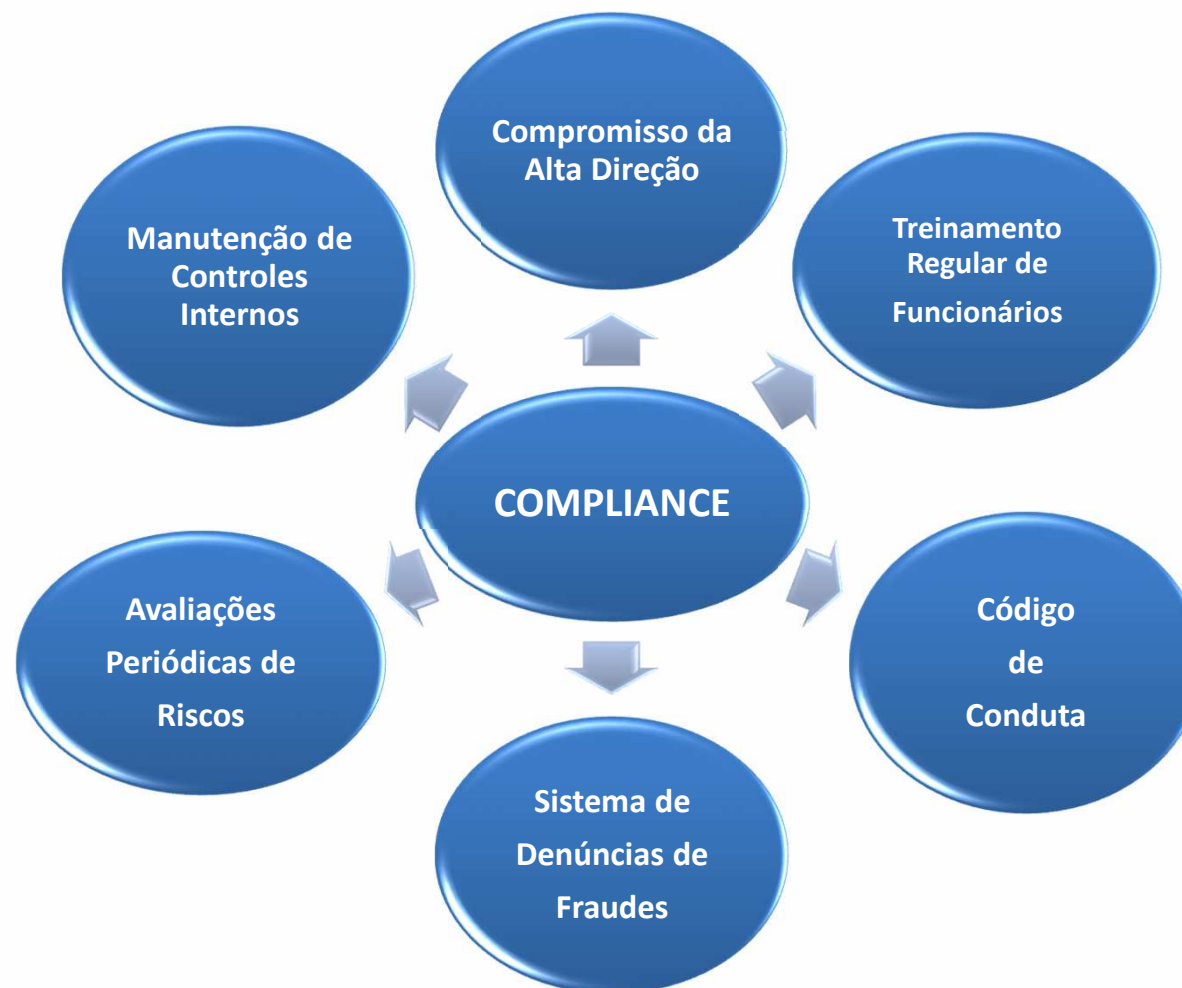 Compromisso da
Alta Direção
Manutenção de
Controles
Internos
Treinamento
Regular de
Funcionários
COMPLIANCE
Avaliações
Periódicas de
Riscos
Código
de
Conduta
Sistema de
Denúncias de
Fraudes